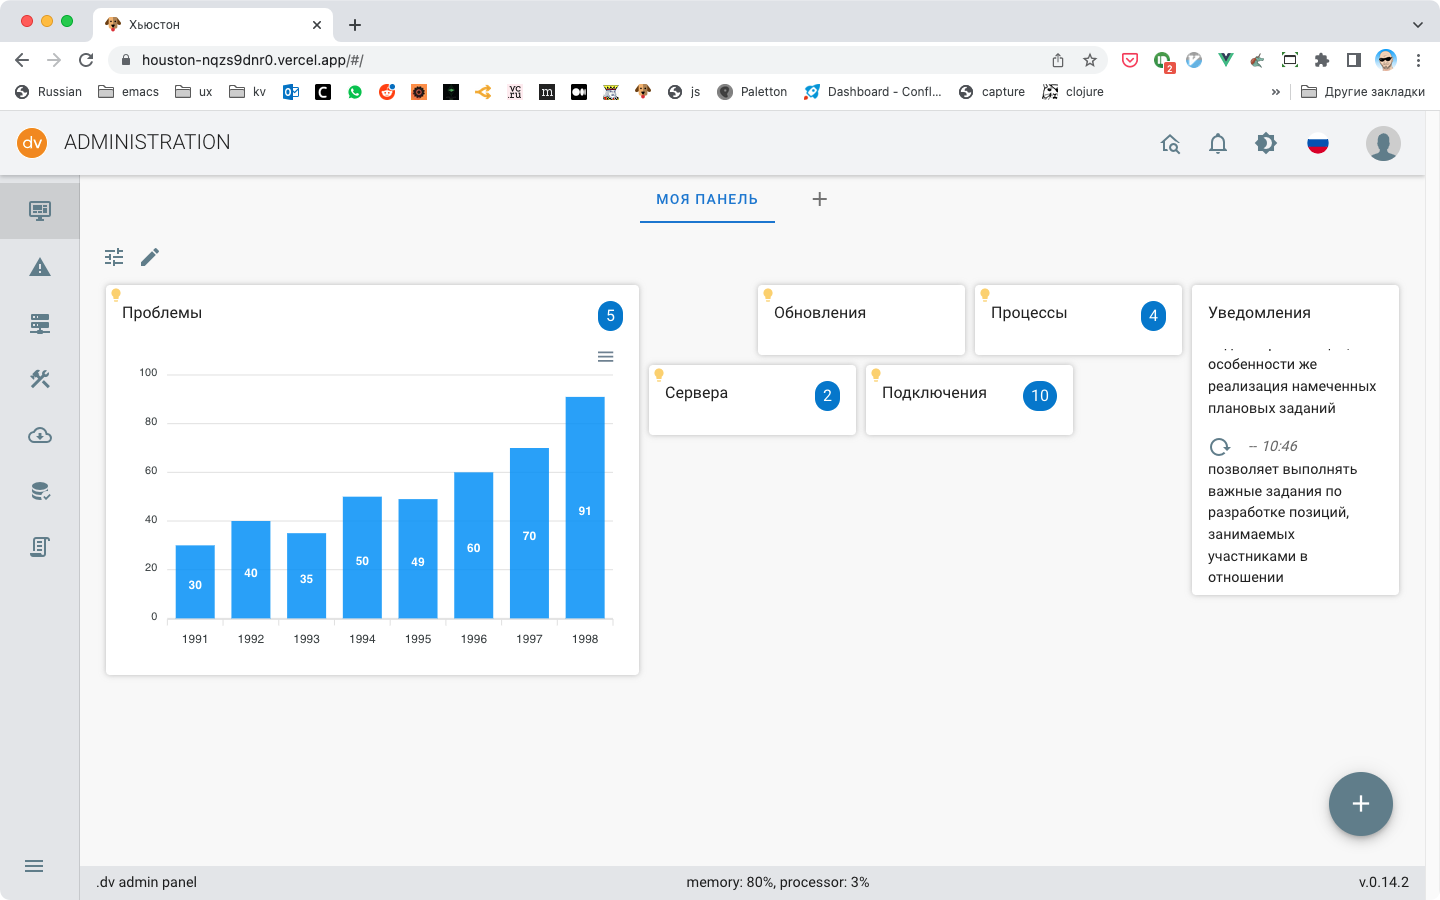 Хьюстон
houston-nqzs9dnr0.vercel.app/#/
2
Russian emacs ux kv vc.ru m js Paletton Dashboard - Confl... capture clojure » Другие закладки
dv ADMINISTRATION
МОЯ ПАНЕЛЬ
Проблемы 5
100
80
60
40
20
0
30 40 35 50 49 60 70 91
1991 1992 1993 1994 1995 1996 1997 1998
Обновления
Процессы 4
Сервера 2
Подключения 10
Уведомления
особенности же
реализация намеченных
плановых заданий
-- 10:46
позволяет выполнять
важные задания по
разработке позиций,
занимаемых
участниками в
отношении
.dv admin panel memory: 80%, processor: 3% v.0.14.2